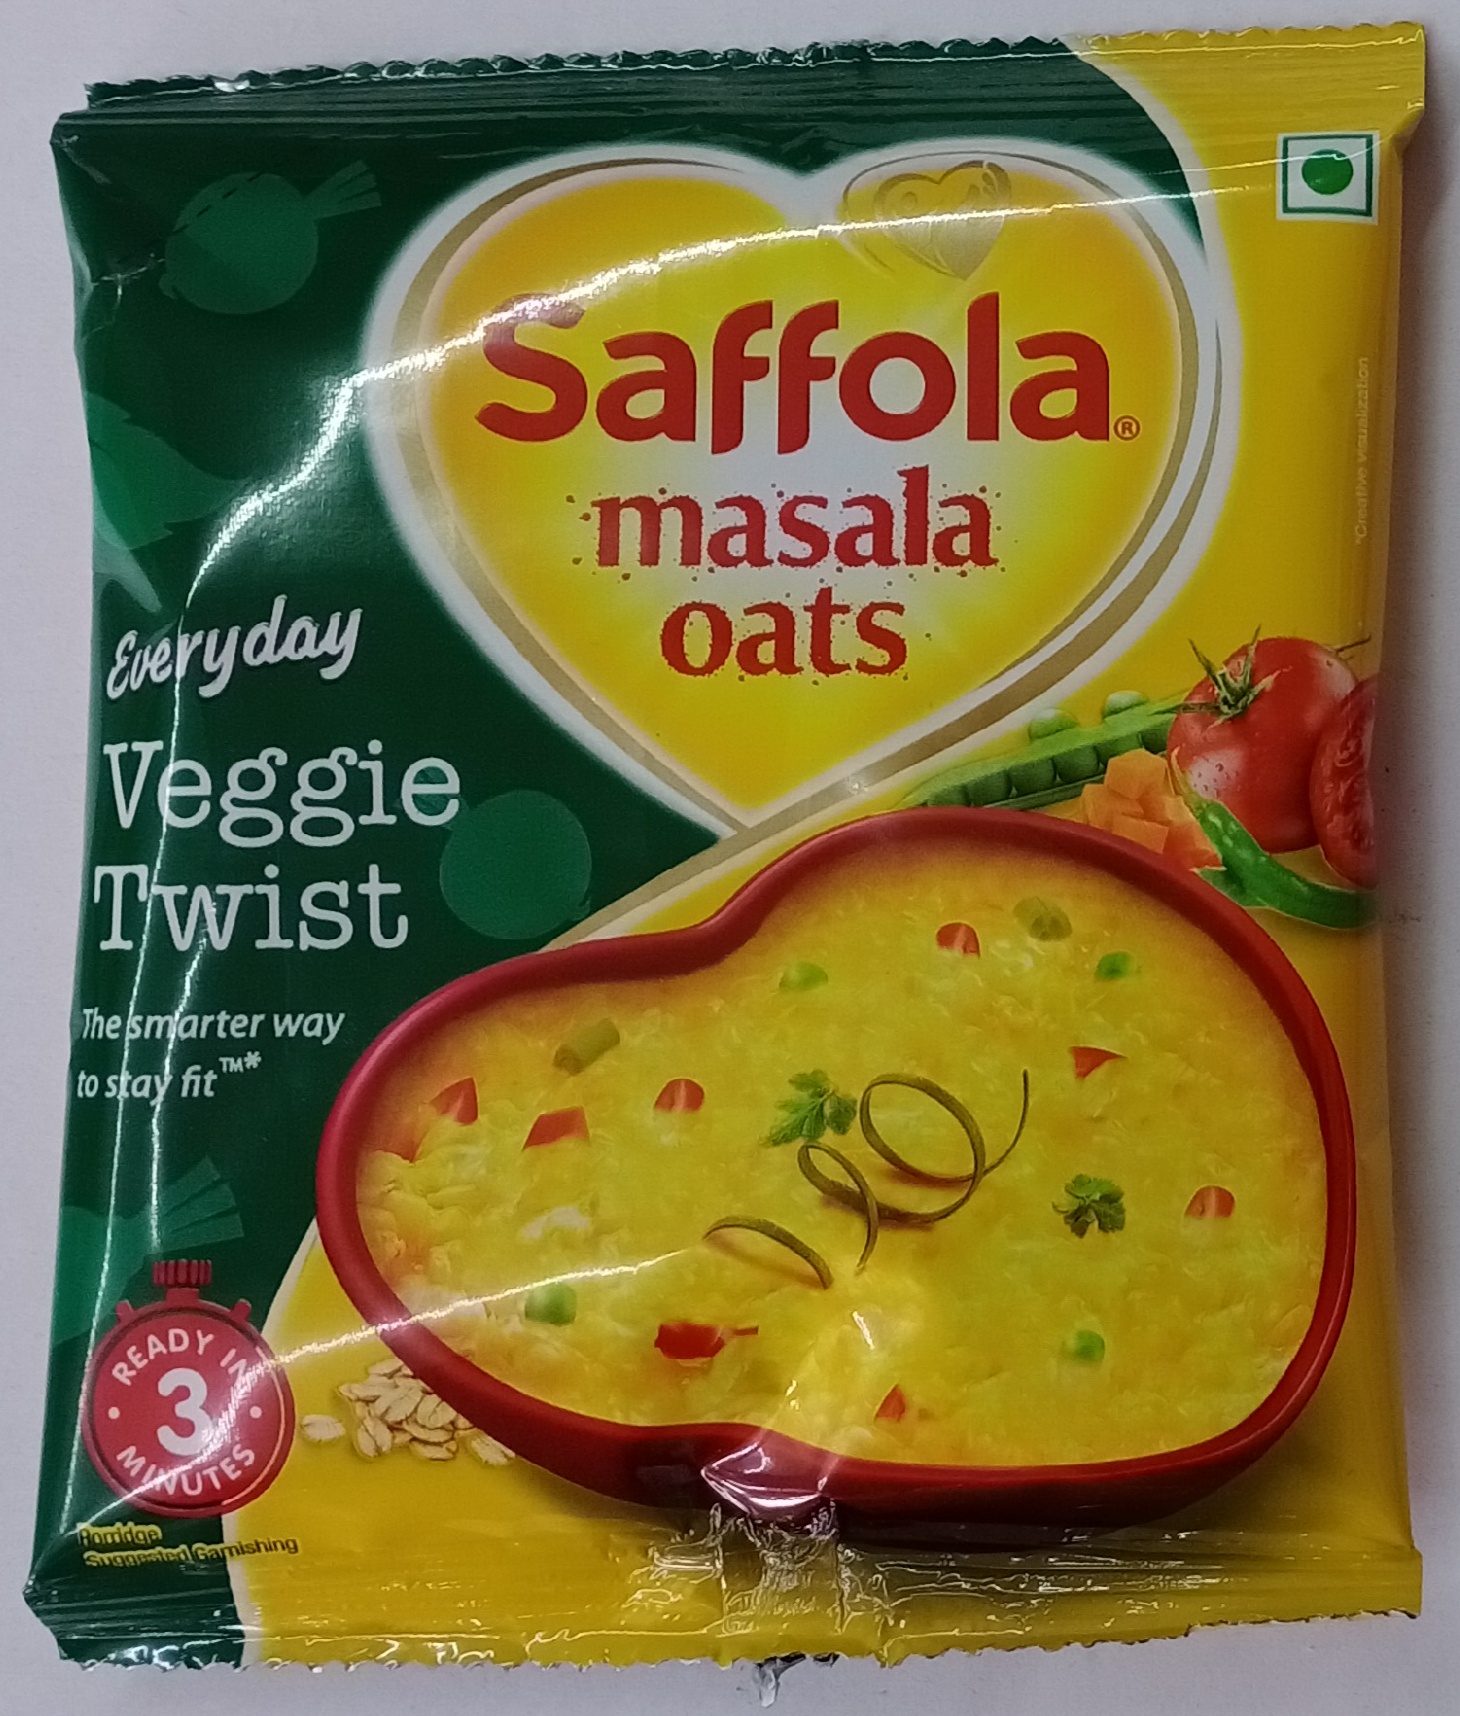 Saffola®
masala
oats
*Creative visualization
Everyday
Veggie
Twist
The smarter way
to stay fit™*
READY IN
3
MINUTES
Porridge
Suggested Garnishing